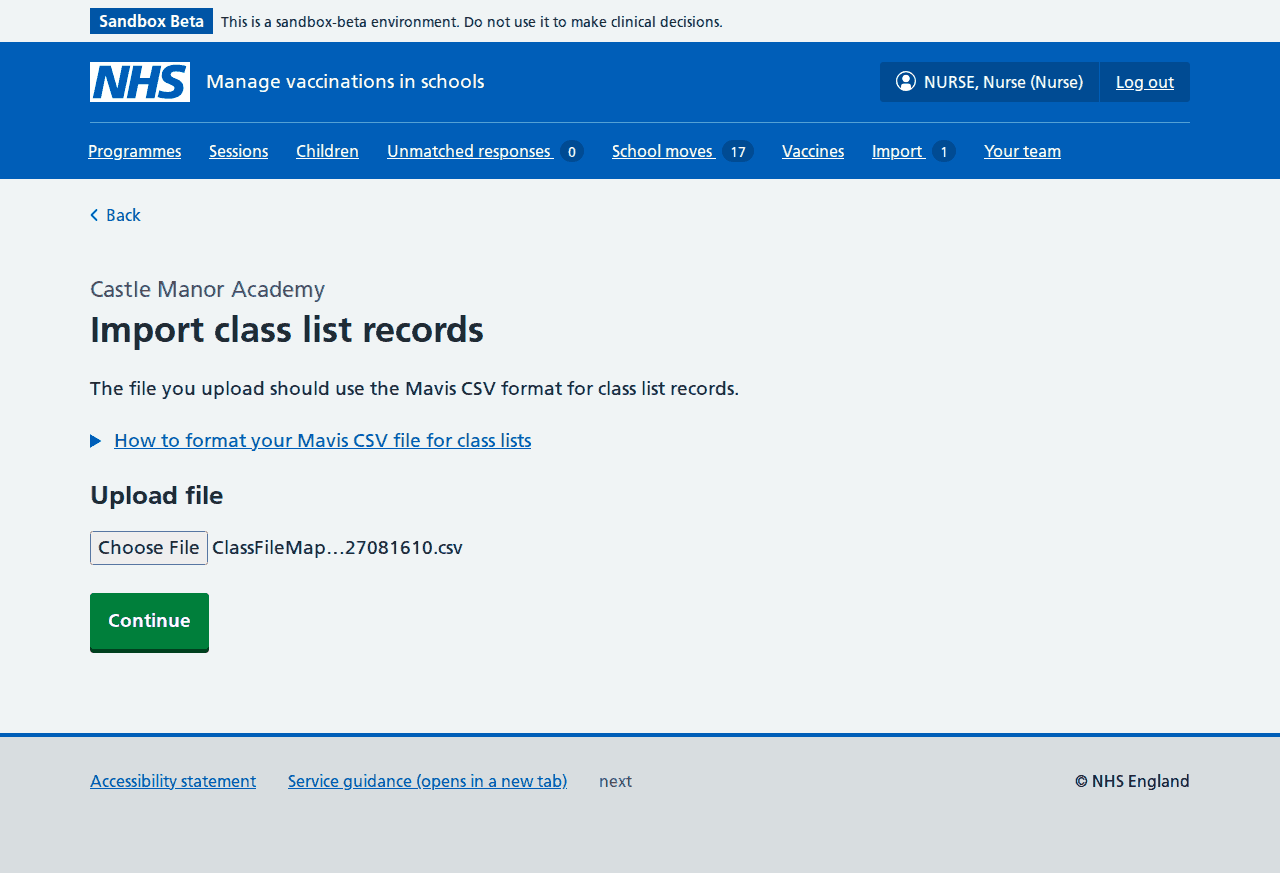 Sandbox Beta This is a sandbox-beta environment. Do not use it to make clinical decisions.
NHS Manage vaccinations in schools NURSE, Nurse (Nurse) Log out
Programmes Sessions Children Unmatched responses 0 School moves 17 Vaccines Import 1 Your team
Back
Castle Manor Academy
Import class list records
The file you upload should use the Mavis CSV format for class list records.
How to format your Mavis CSV file for class lists
Upload file
Choose File ClassFileMap…27081610.csv
Continue
Accessibility statement Service guidance (opens in a new tab) next © NHS England